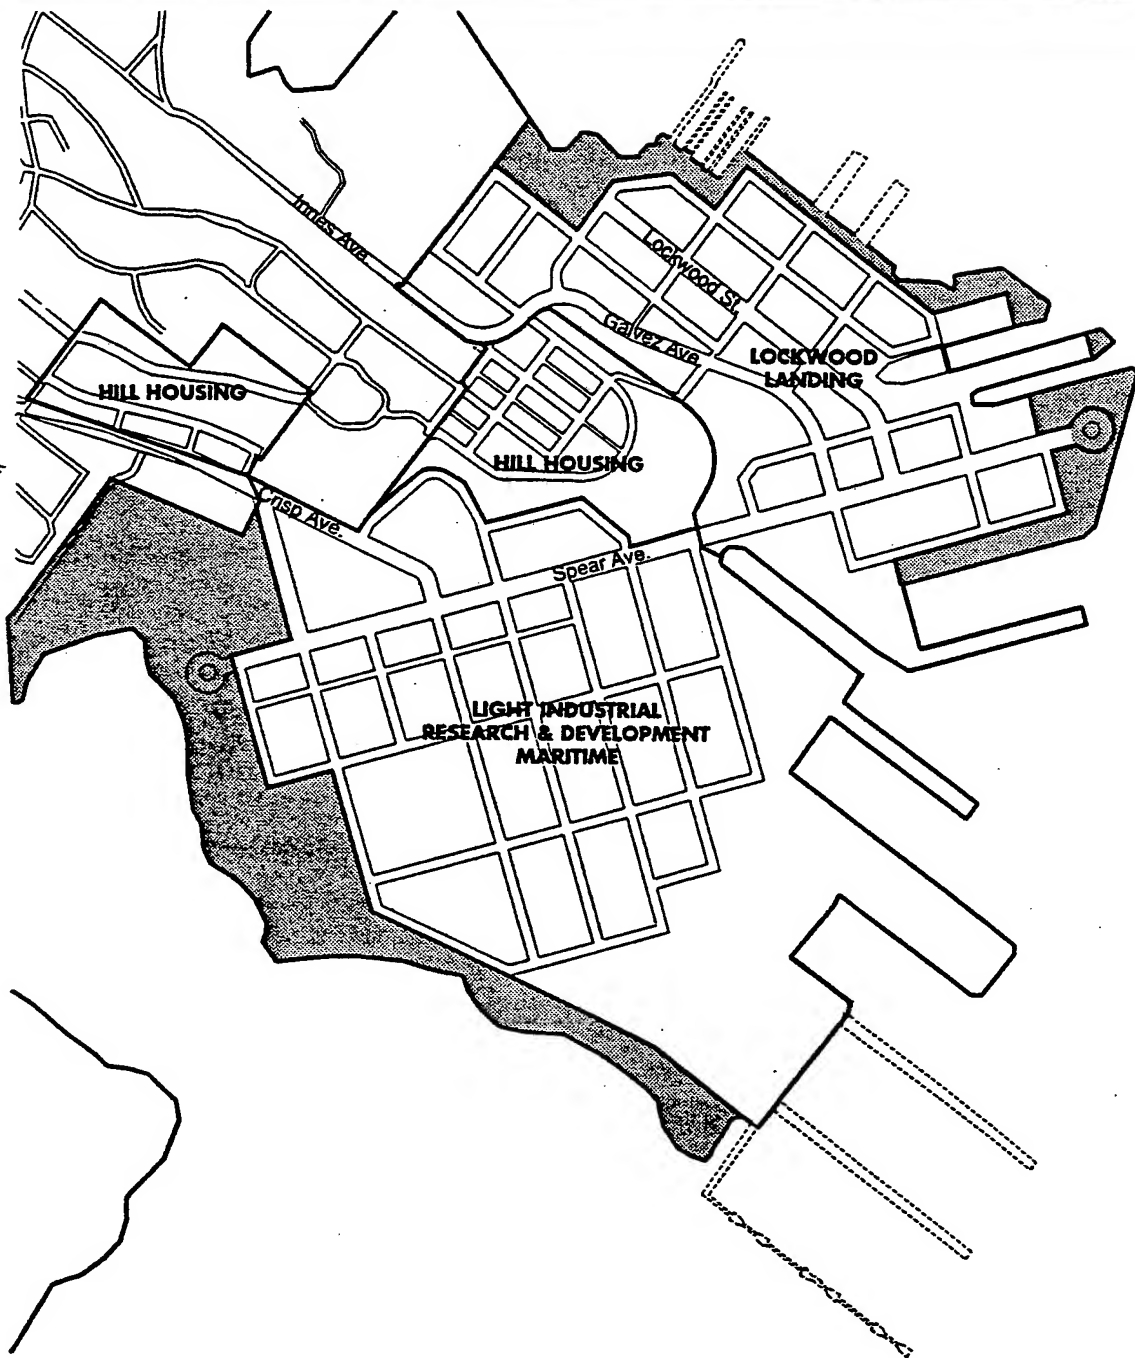 Innes Ave.
Lockwood St.
Galvez Ave.
LOCKWOOD
LANDING
HILL HOUSING
HILL HOUSING
Crisp Ave.
Spear Ave.
LIGHT INDUSTRIAL
RESEARCH & DEVELOPMENT
MARITIME